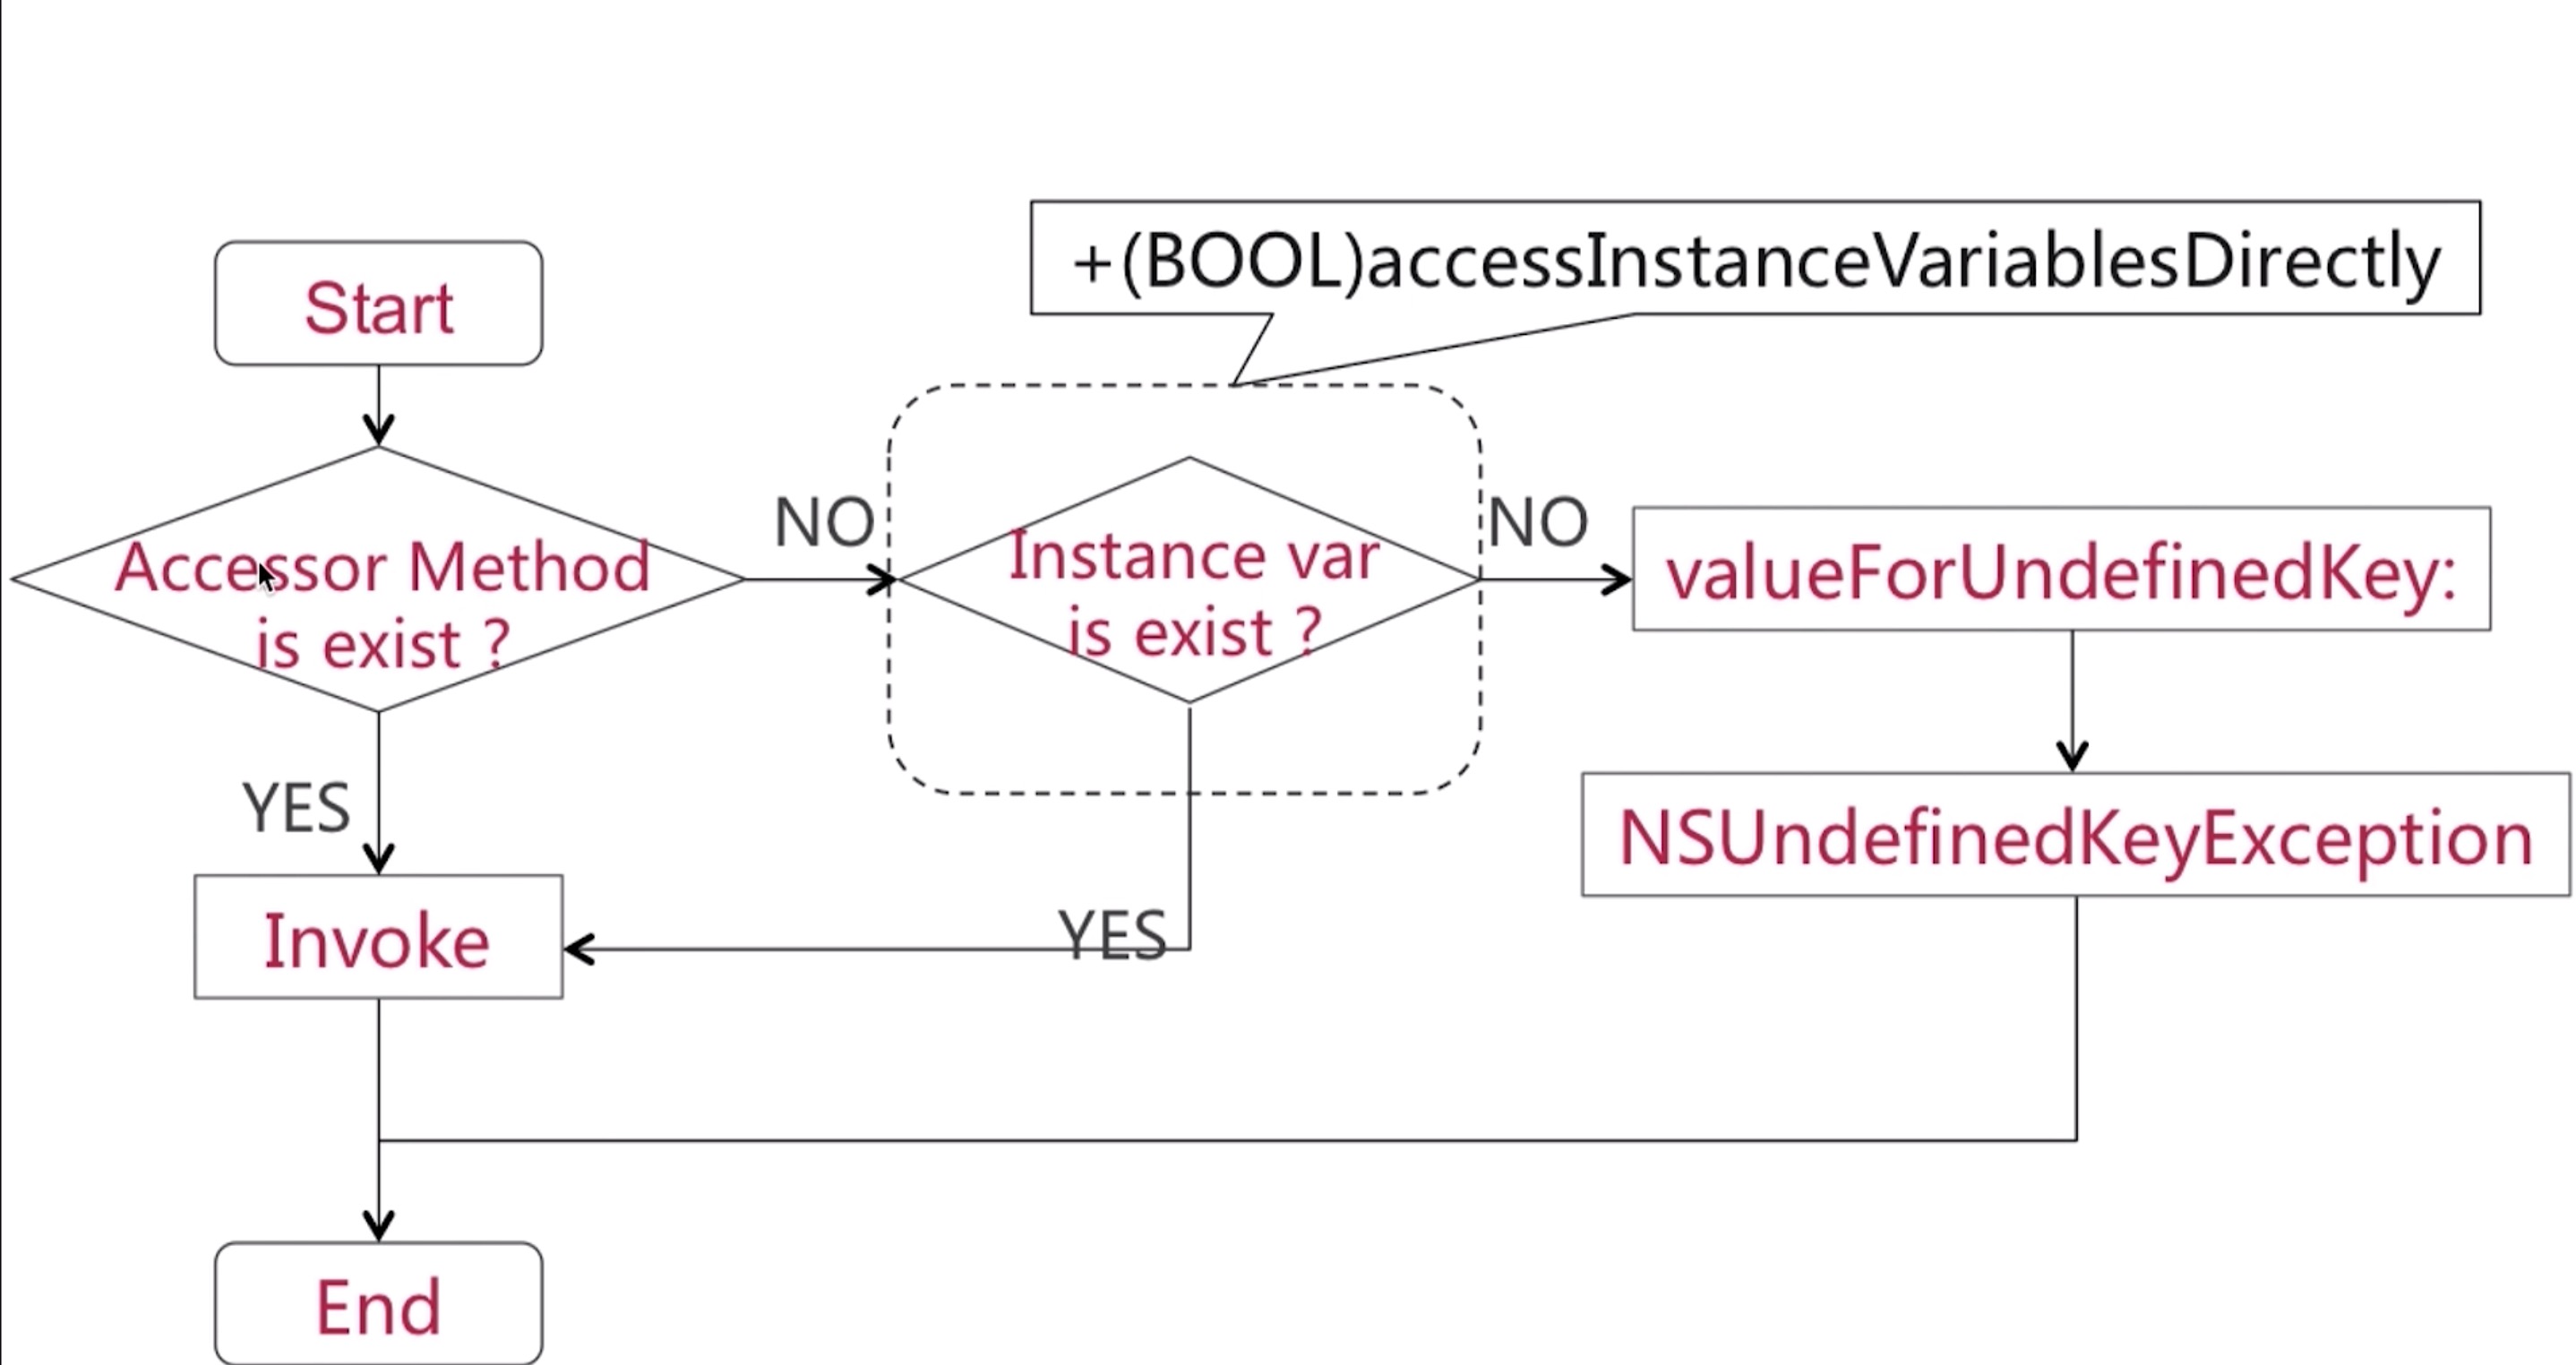 +(BOOL)accessInstanceVariablesDirectly
Start
Accessor Method
is exist ?
NO
Instance var
is exist ?
NO
valueForUndefinedKey:
YES
NSUndefinedKeyException
Invoke
YES
End